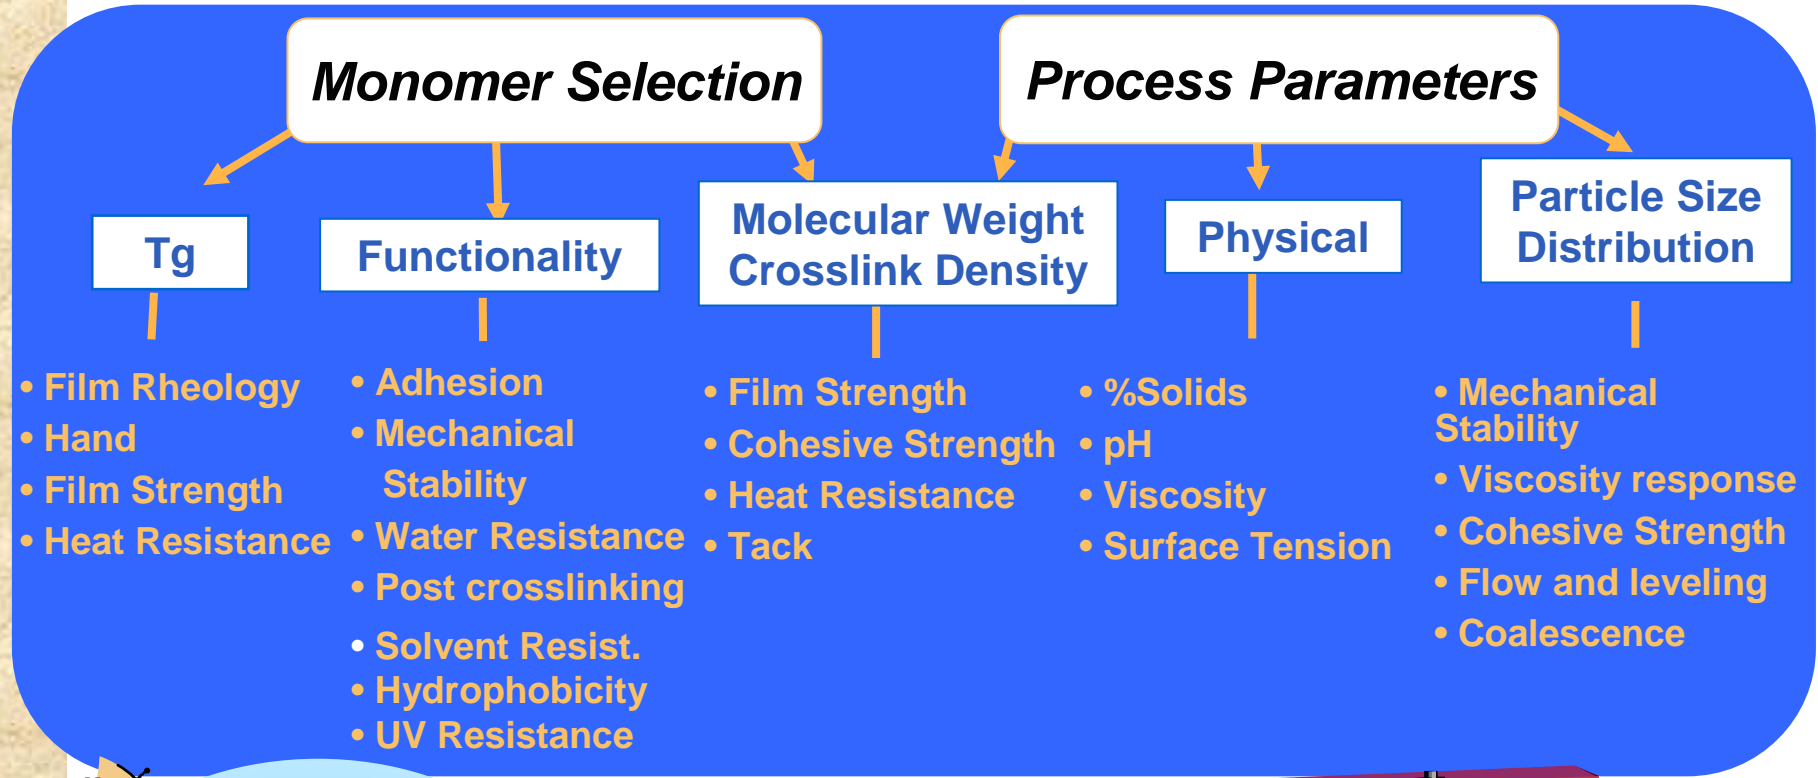 Monomer Selection
Process Parameters
Tg
Functionality
Molecular Weight
Crosslink Density
Physical
Particle Size
Distribution
• Film Rheology
• Hand
• Film Strength
• Heat Resistance
• Adhesion
• Mechanical
Stability
• Water Resistance
• Post crosslinking
• Solvent Resist.
• Hydrophobicity
• UV Resistance
• Film Strength
• Cohesive Strength
• Heat Resistance
• Tack
• %Solids
• pH
• Viscosity
• Surface Tension
• Mechanical
Stability
• Viscosity response
• Cohesive Strength
• Flow and leveling
• Coalescence